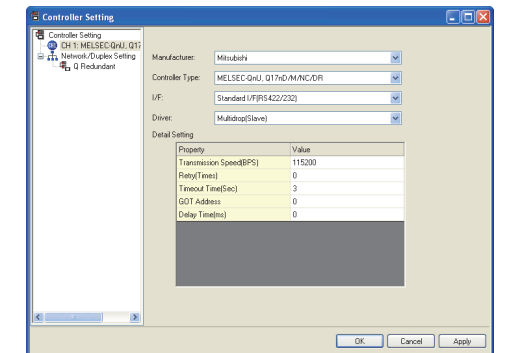 Controller Setting
Controller Setting
CH 1: MELSEC-QnU, Q17
Network/Duplex Setting
Q Redundant
Manufacturer: Mitsubishi
Controller Type: MELSEC-QnU, Q17nD/M/NC/DR
I/F: Standard I/F(RS422/232)
Driver: Multidrop(Slave)
Detail Setting
Property Value
Transmission Speed(BPS) 115200
Retry(Times) 0
Timeout Time(Sec) 3
GOT Address 0
Delay Time(ms) 0
OK Cancel Apply